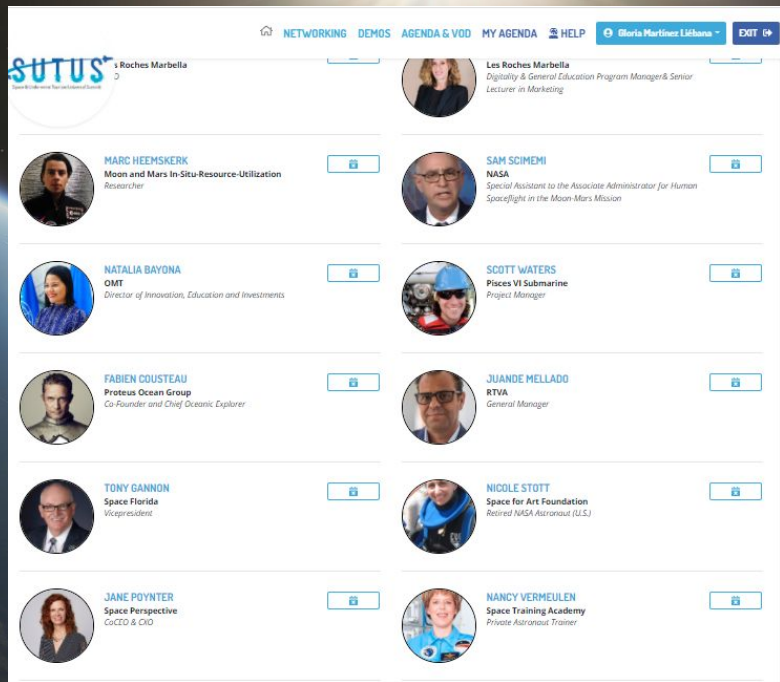 NETWORKING DEMOS AGENDA & VOD MY AGENDA HELP Gloria Martínez Liébana EXIT
SUTUS
s Roches Marbella
O
Les Roches Marbella
Digitality & General Education Program Manager& Senior
Lecturer in Marketing
MARC HEEMSKERK
Moon and Mars In-Situ-Resource-Utilization
Researcher
SAM SCIMEMI
NASA
Special Assistant to the Associate Administrator for Human
Spaceflight in the Moon-Mars Mission
NATALIA BAYONA
OMT
Director of Innovation, Education and Investments
SCOTT WATERS
Pisces VI Submarine
Project Manager
FABIEN COUSTEAU
Proteus Ocean Group
Co-Founder and Chief Oceanic Explorer
JUANDE MELLADO
RTVA
General Manager
TONY GANNON
Space Florida
Vicepresident
NICOLE STOTT
Space for Art Foundation
Retired NASA Astronaut (U.S.)
JANE POYNTER
Space Perspective
CoCEO & CXO
NANCY VERMEULEN
Space Training Academy
Private Astronaut Trainer